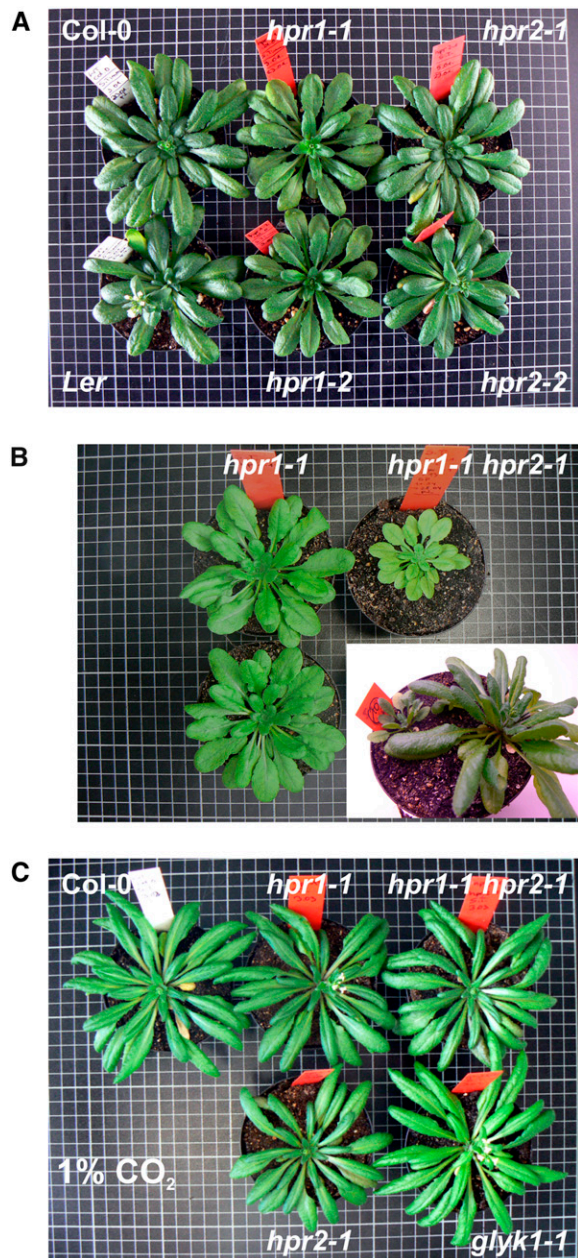 A
Col-0 hpr1-1 hpr2-1
Ler hpr1-2 hpr2-2
B
hpr1-1 hpr1-1 hpr2-1
C
Col-0 hpr1-1 hpr1-1 hpr2-1
1% CO₂
hpr2-1 glyk1-1